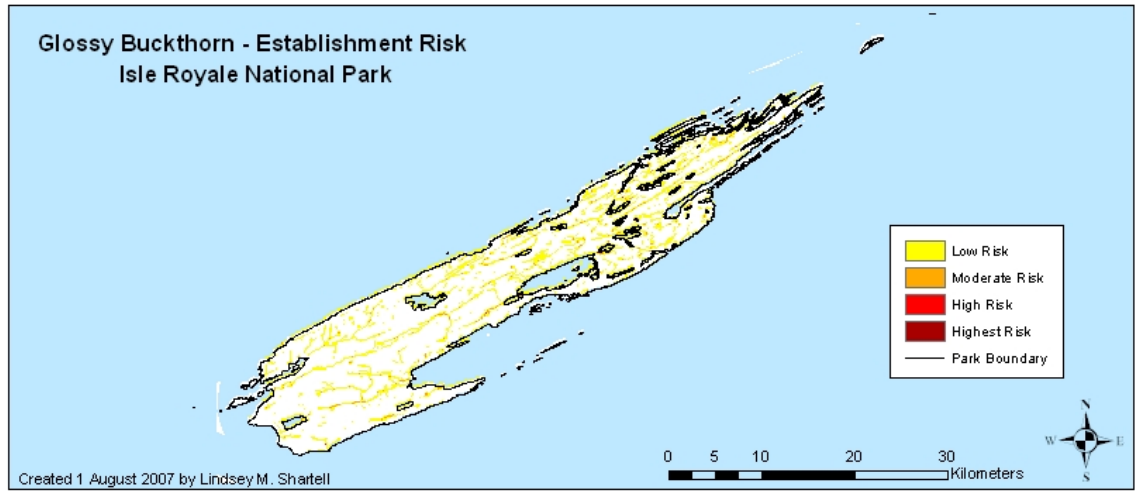 Glossy Buckthorn - Establishment Risk
Isle Royale National Park
Low Risk
Moderate Risk
High Risk
Highest Risk
Park Boundary
N
W E
S
0 5 10 20 30
Kilometers
Created 1 August 2007 by Lindsey M. Shartell